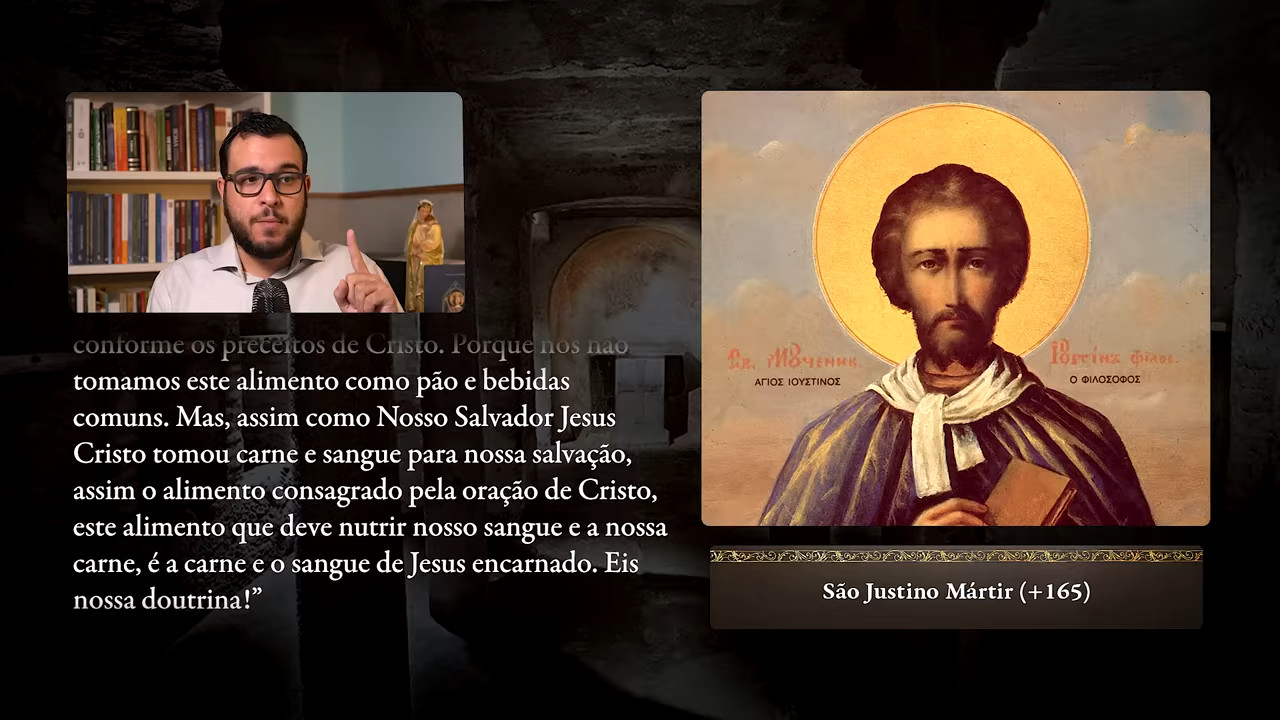 conforme os preceitos de Cristo. Porque nós não
tomamos este alimento como pão e bebidas
comuns. Mas, assim como Nosso Salvador Jesus
Cristo tomou carne e sangue para nossa salvação,
assim o alimento consagrado pela oração de Cristo,
este alimento que deve nutrir nosso sangue e a nossa
carne, é a carne e o sangue de Jesus encarnado. Eis
nossa doutrina!”
ΑΓΙΟΣ ΙΟΥΣΤΙΝΟΣ
Ο ΦΙΛΟΣΟΦΟΣ
São Justino Mártir (+165)